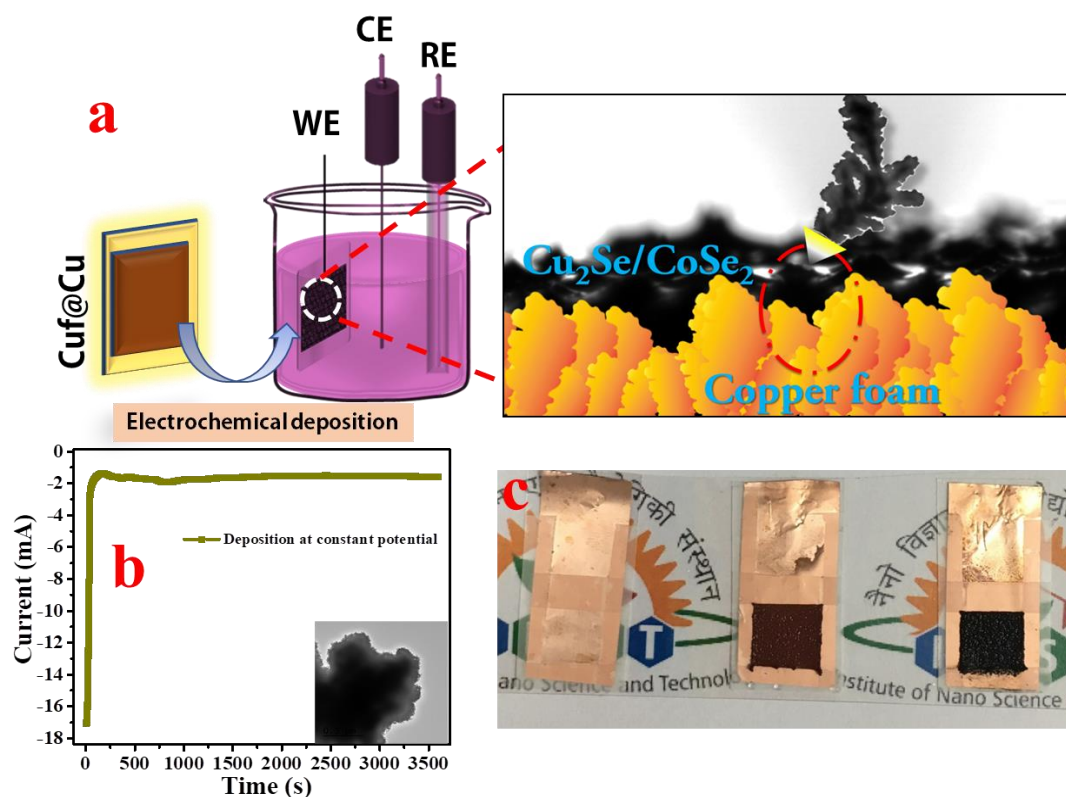 a
CE
RE
WE
Cuf@Cu
Electrochemical deposition
Cu₂Se/CoSe₂
Copper foam
b
Deposition at constant potential
Current (mA)
0
-2
-4
-6
-8
-10
-12
-14
-16
-18
0 500 1000 1500 2000 2500 3000 3500
Time (s)
c
संस्थान
नैनो
T
S
ano Science and Technol
stitute of Nano Science